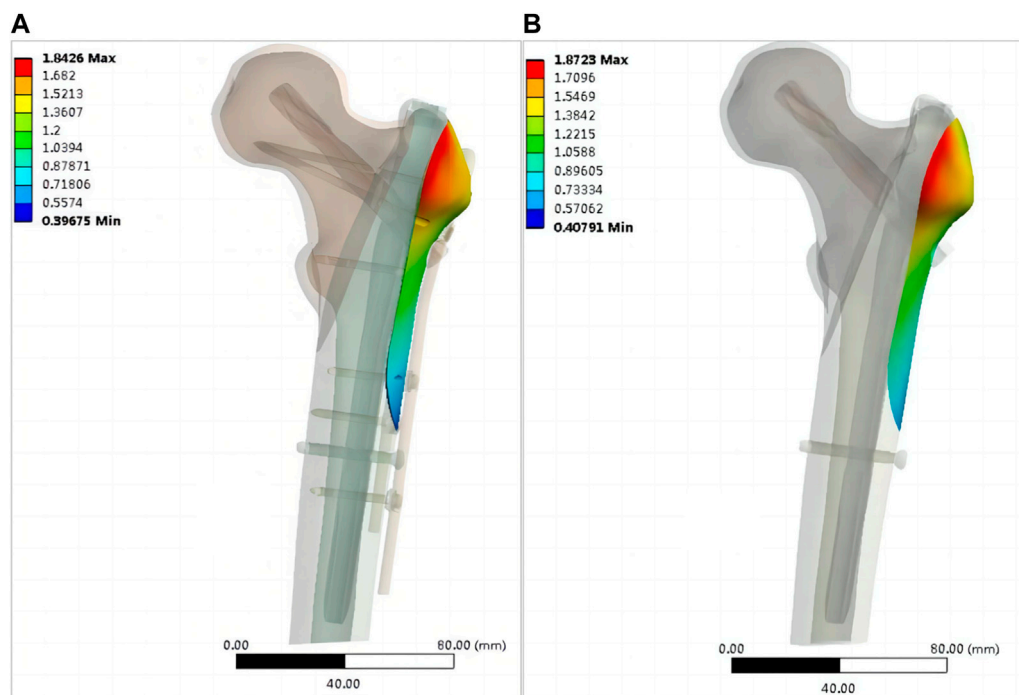 A
1.8426 Max
1.682
1.5213
1.3607
1.2
1.0394
0.87871
0.71806
0.5574
0.39675 Min
0.00
80.00 (mm)
40.00
B
1.8723 Max
1.7096
1.5469
1.3842
1.2215
1.0588
0.89605
0.73334
0.57062
0.40791 Min
0.00
80.00 (mm)
40.00